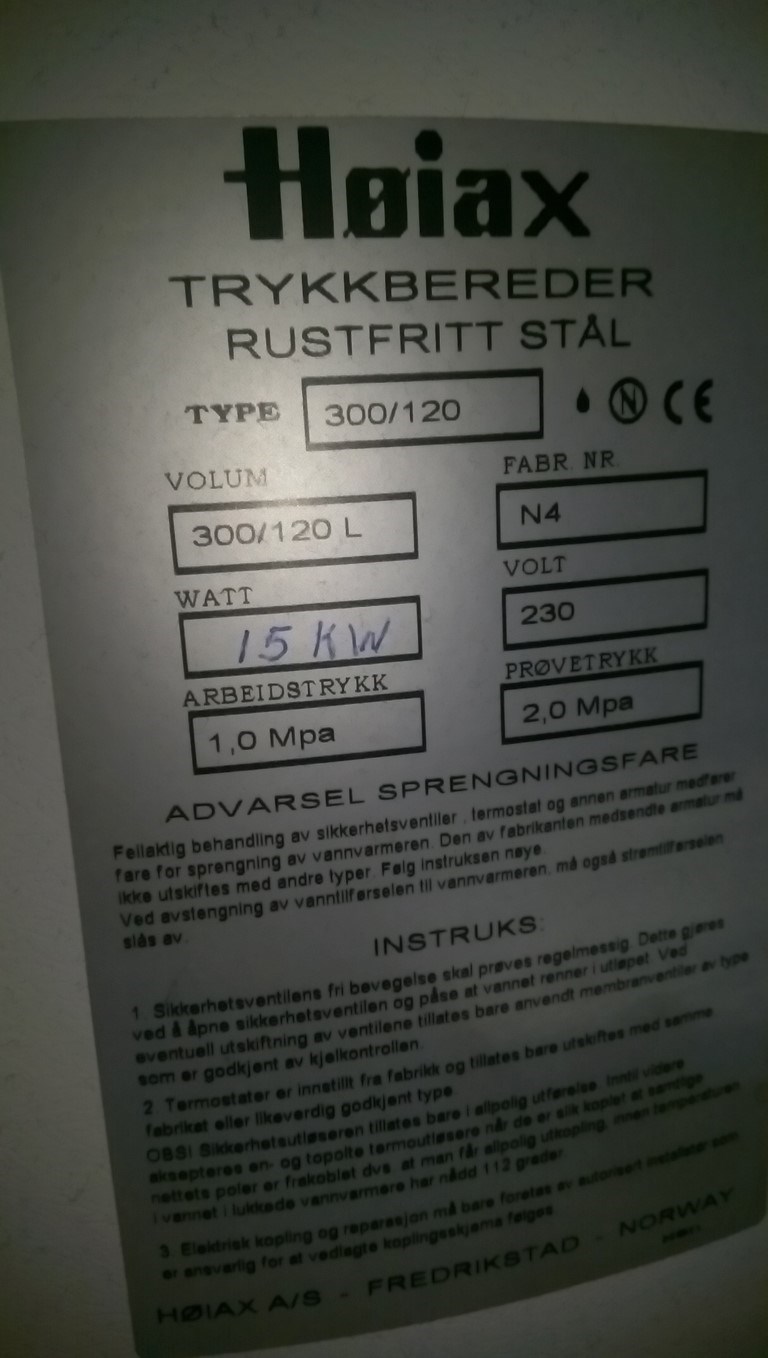 Høiax
TRYKKBEREDER
RUSTFRITT STÅL
TYPE 300/120 N CE
VOLUM FABR. NR.
300/120 L N4
WATT VOLT
15 KW 230
ARBEIDSTRYKK PRØVETRYKK
1,0 Mpa 2,0 Mpa
ADVARSEL SPRENGNINGSFARE
Feilaktig behandling av sikkerhetsventiler , termostat og annen armatur medfører
fare for sprengning av vannvarmeren. Den av fabrikanten medsendte armatur må
ikke utskiftes med andre typer. Følg instruksen nøye.
Ved avstengning av vanntilførselen til vannvarmeren, må også strømtilførselen
slås av.
INSTRUKS:
1 Sikkerhetsventilens fri bevegelse skal prøves regelmessig. Dette gjøres
ved å åpne sikkerhetsventilen og påse at vannet renner i utløpet. Ved
eventuell utskiftning av ventilene tillates bare anvendt membranventiler av type
som er godkjent av kjelkontrollen.
2 Termostater er innstilt fra fabrikk og tillates bare utskiftes med samme
fabrikat eller likeverdig godkjent type
OBS! Sikkerhetsutløseren tillates bare i allpolig utførelse. Inntil videre
aksepteres en- og topolte termoutløsere når de er slik koplet at samtlige
nettets poler er frakoblet dvs. at man får allpolig utkopling, innen temperaturen
i vannet i lukkede vannvarmere har nådd 112 grader
3 Elektrisk kopling og reparasjon må bare foretas av autorisert installatør som
er ansvarlig for at vedlagte koplingsskjema følges
HØIAX A/S - FREDRIKSTAD - NORWAY